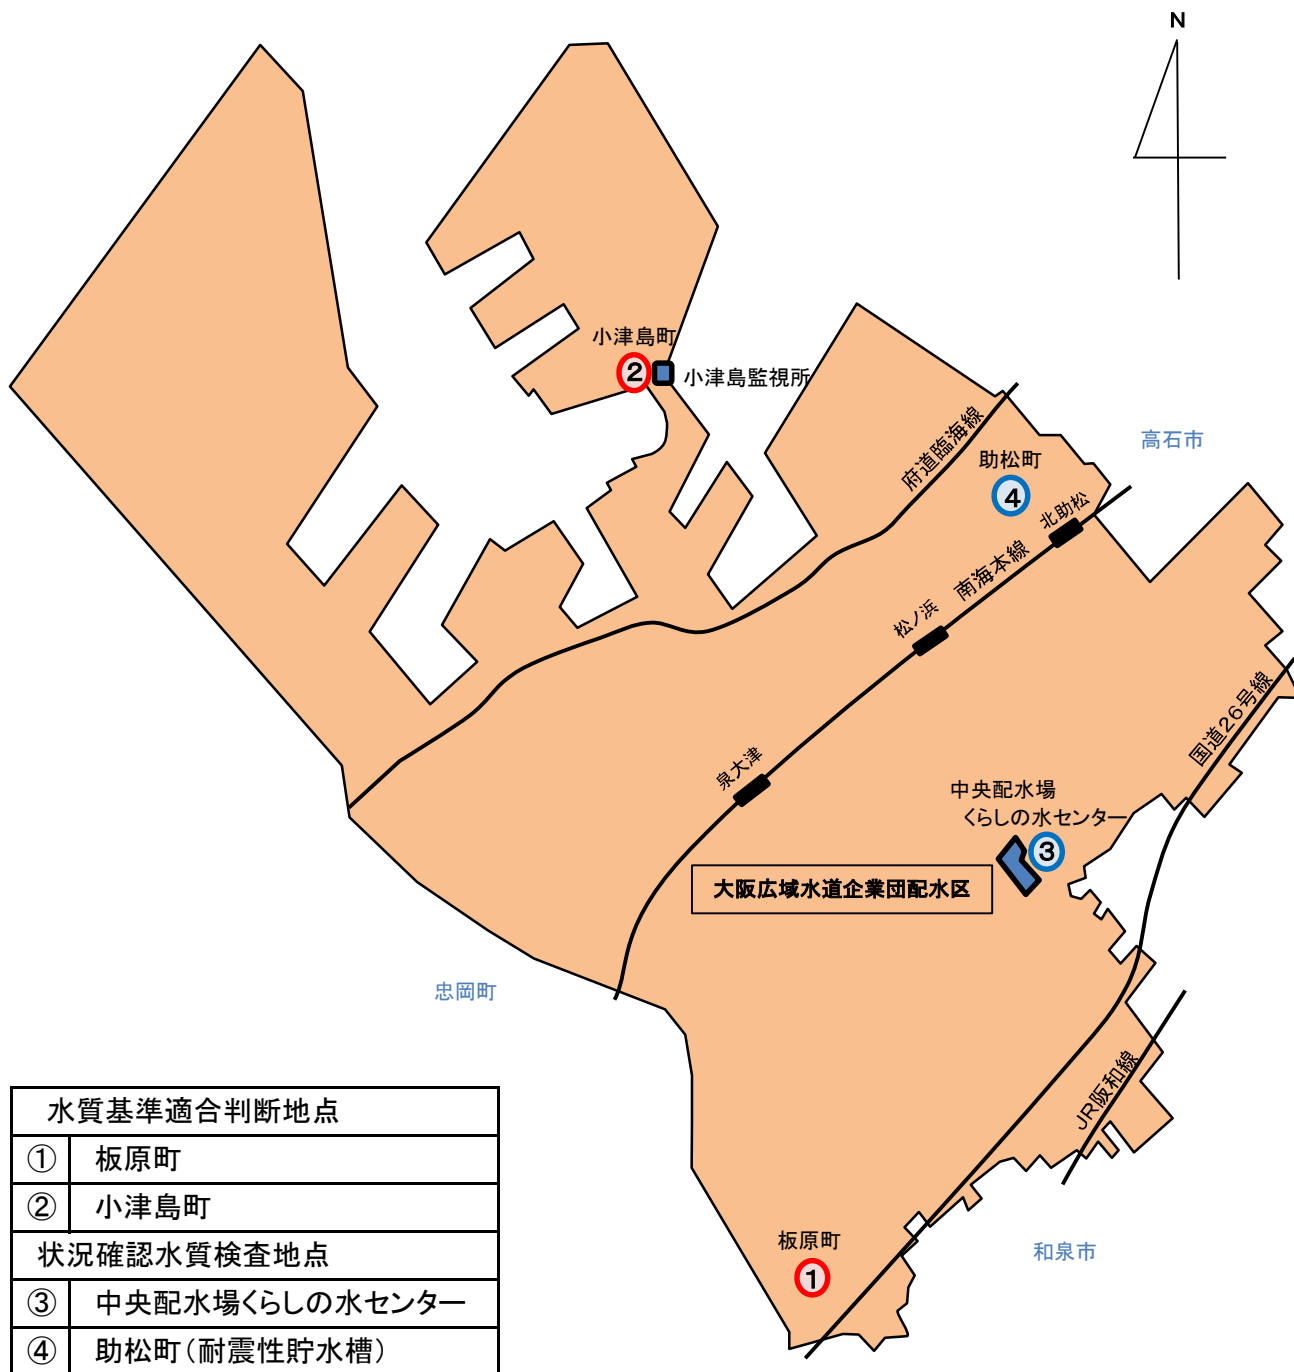 N
小津島町
②
小津島監視所
府道臨海線
高石市
助松町
④
北助松
南海本線
松ノ浜
国道26号線
泉大津
中央配水場
くらしの水センター
③
大阪広域水道企業団配水区
忠岡町
JR阪和線
和泉市
板原町
①
水質基準適合判断地点
① 板原町
② 小津島町
状況確認水質検査地点
③ 中央配水場くらしの水センター
④ 助松町(耐震性貯水槽)